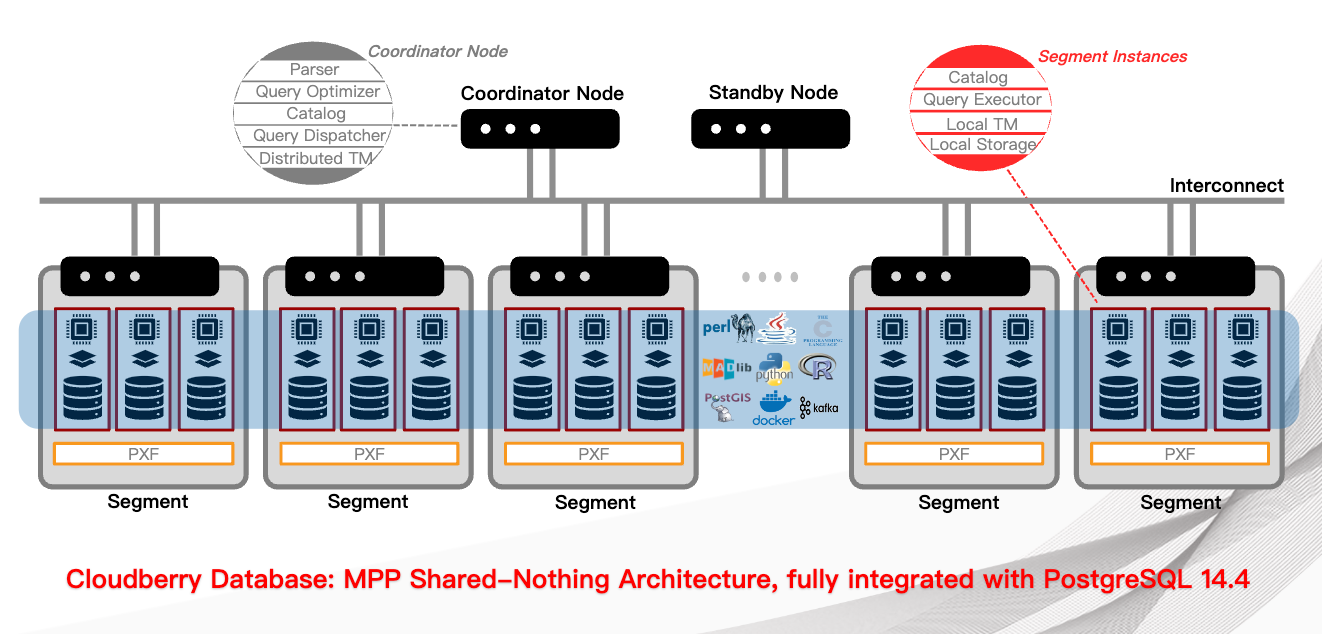 Coordinator Node
Parser
Query Optimizer
Catalog
Query Dispatcher
Distributed TM
Coordinator Node
Standby Node
Segment Instances
Catalog
Query Executor
Local TM
Local Storage
Interconnect
perl
Java
THE
C
PROGRAMMING
LANGUAGE
MADlib
python
R
PostGIS
docker
kafka
PXF
PXF
PXF
PXF
PXF
Segment
Segment
Segment
Segment
Segment
Cloudberry Database: MPP Shared-Nothing Architecture, fully integrated with PostgreSQL 14.4